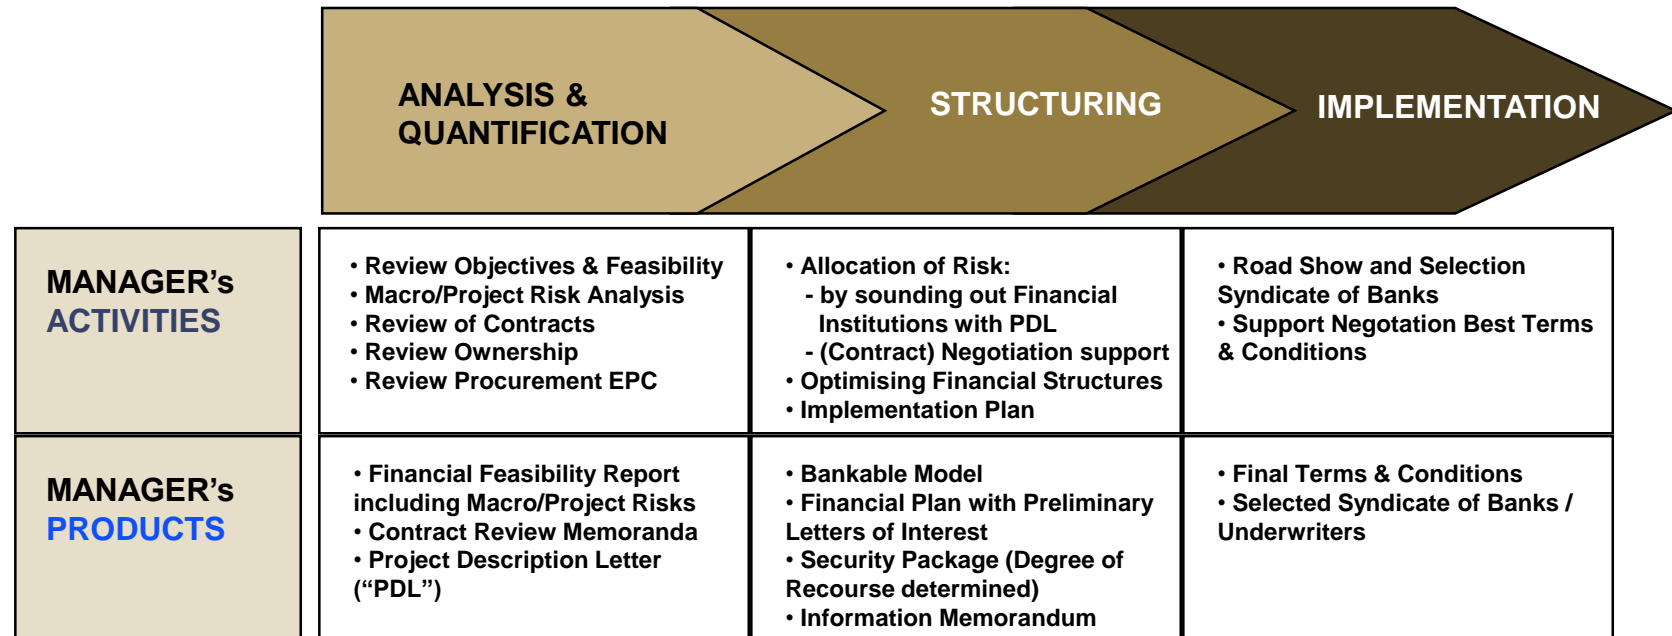 ANALYSIS &
QUANTIFICATION
STRUCTURING
IMPLEMENTATION
MANAGER's
ACTIVITIES
• Review Objectives & Feasibility
• Macro/Project Risk Analysis
• Review of Contracts
• Review Ownership
• Review Procurement EPC
• Allocation of Risk:
- by sounding out Financial
Institutions with PDL
- (Contract) Negotiation support
• Optimising Financial Structures
• Implementation Plan
• Road Show and Selection
Syndicate of Banks
• Support Negotation Best Terms
& Conditions
MANAGER's
PRODUCTS
• Financial Feasibility Report
including Macro/Project Risks
• Contract Review Memoranda
• Project Description Letter
(“PDL”)
• Bankable Model
• Financial Plan with Preliminary
Letters of Interest
• Security Package (Degree of
Recourse determined)
• Information Memorandum
• Final Terms & Conditions
• Selected Syndicate of Banks /
Underwriters